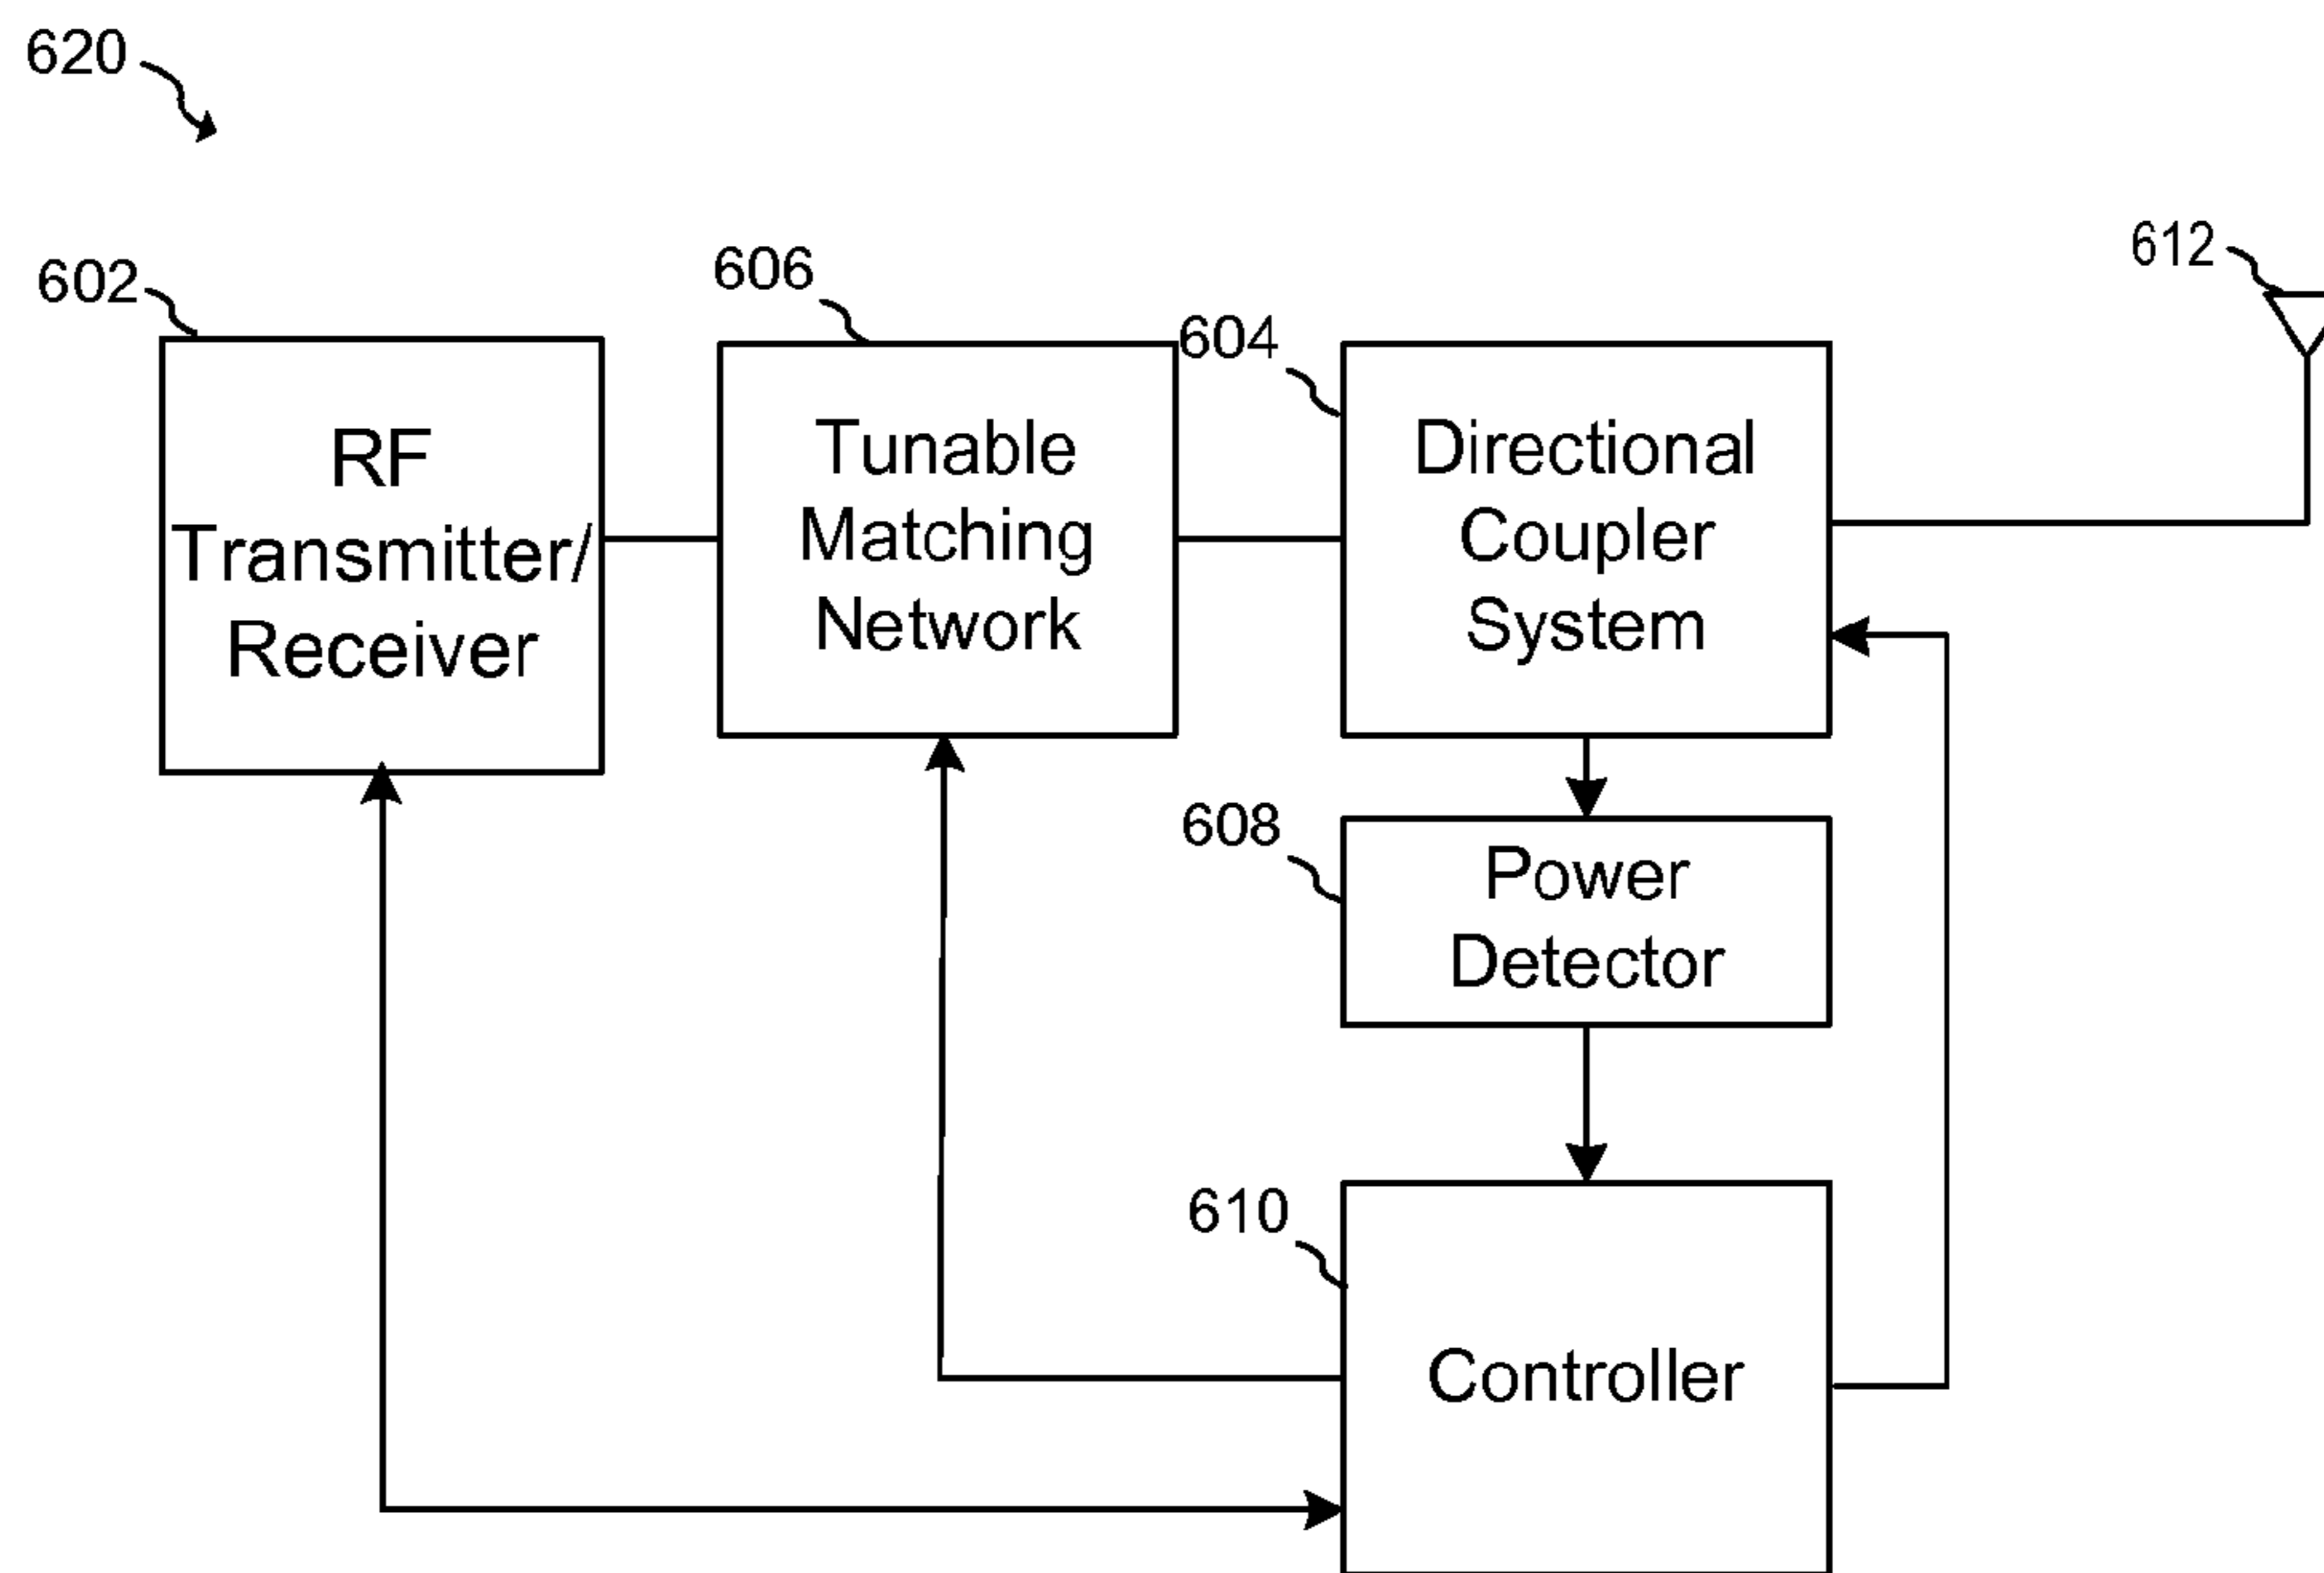 620
602
606
604
612
RF
Transmitter/
Receiver
Tunable
Matching
Network
Directional
Coupler
System
608
Power
Detector
610
Controller